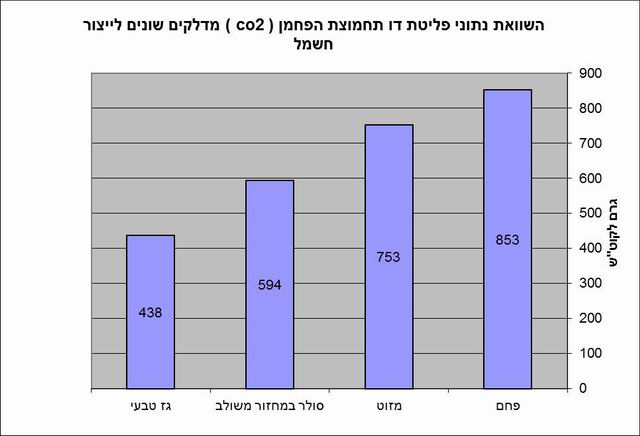 השוואת נתוני פליטת דו תחמוצת הפחמן ( co2 ) מדלקים שונים לייצור
חשמל
900
800
700
600
500
400
300
200
100
0
גרם לקוט"ש
853
753
594
438
פחם
מזוט
סולר במחזור משולב
גז טבעי